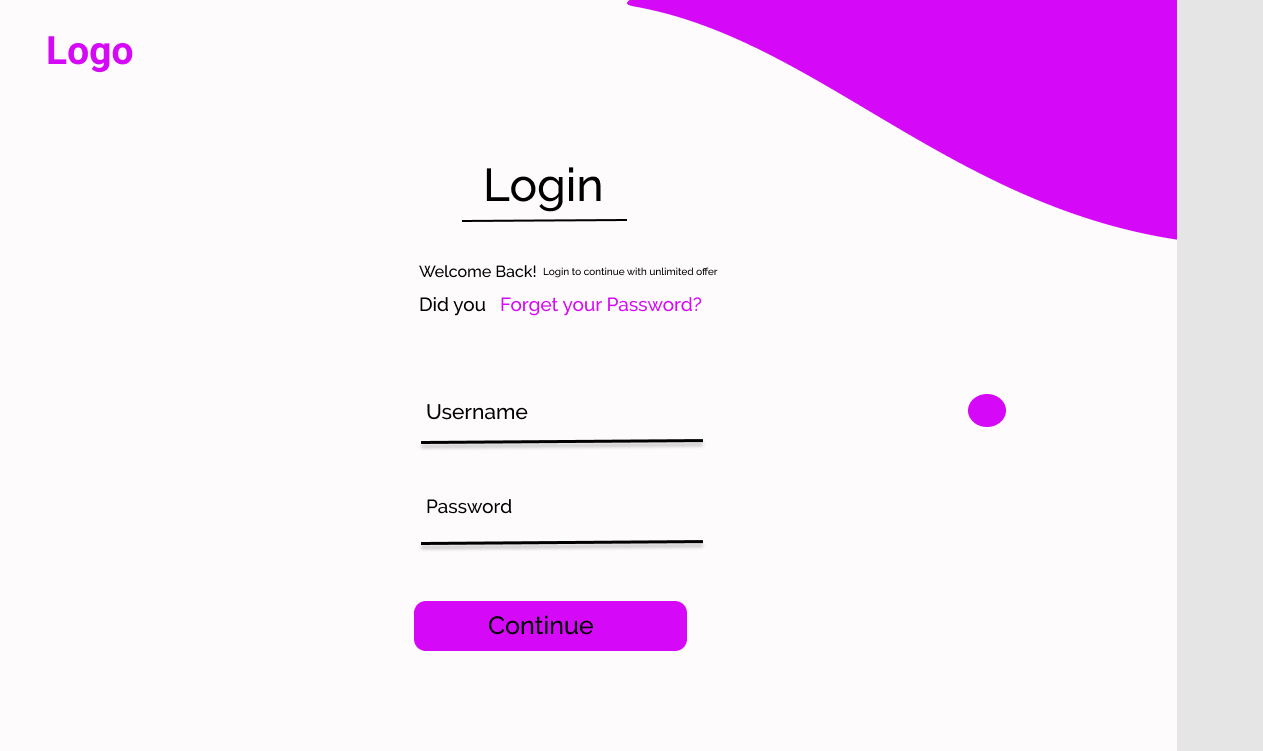 Logo
Login
Welcome Back! Login to continue with unlimited offer
Did you Forget your Password?
Username
Password
Continue